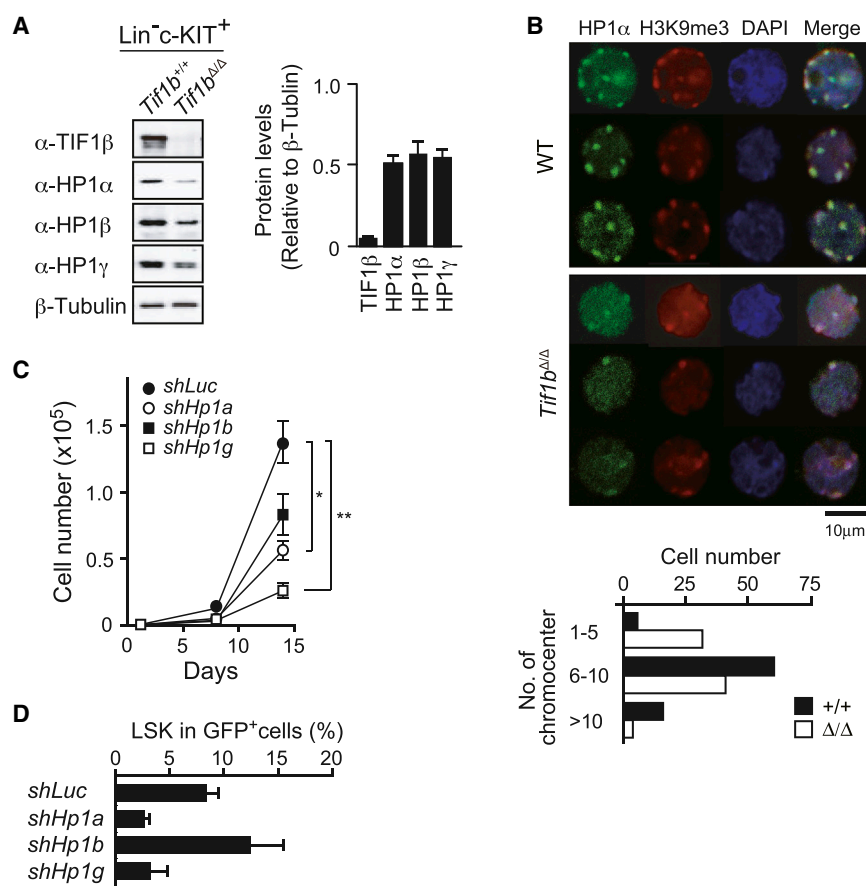 A
Lin⁻c-KIT⁺
Tif1b⁺/⁺ Tif1bΔ/Δ
α-TIF1β
α-HP1α
α-HP1β
α-HP1γ
β-Tubulin
Protein levels
(Relative to β-Tublin)
1.0
0.5
0
TIF1β
HP1α
HP1β
HP1γ
B
HP1α H3K9me3 DAPI Merge
WT
Tif1bΔ/Δ
10μm
Cell number
0 25 50 75
No. of
chromocenter
1-5
6-10
>10
+/+
Δ/Δ
C
shLuc
shHp1a
shHp1b
shHp1g
Cell number (x10⁵)
1.5
1.0
0.5
0
0 5 10 15
Days
*
**
D
LSK in GFP⁺cells (%)
0 5 10 15 20
shLuc
shHp1a
shHp1b
shHp1g